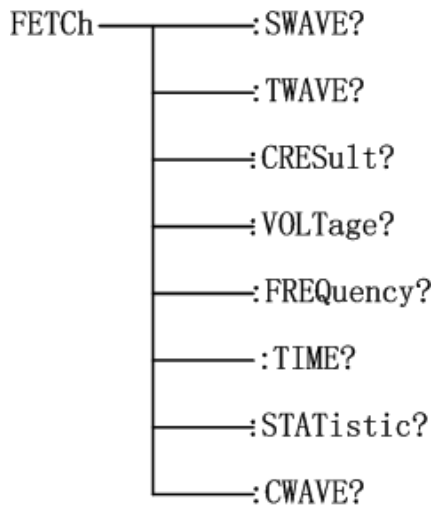 FETCh :SWAVE?
:TWAVE?
:CRESult?
:VOLTage?
:FREQuency?
:TIME?
:STATistic?
:CWAVE?